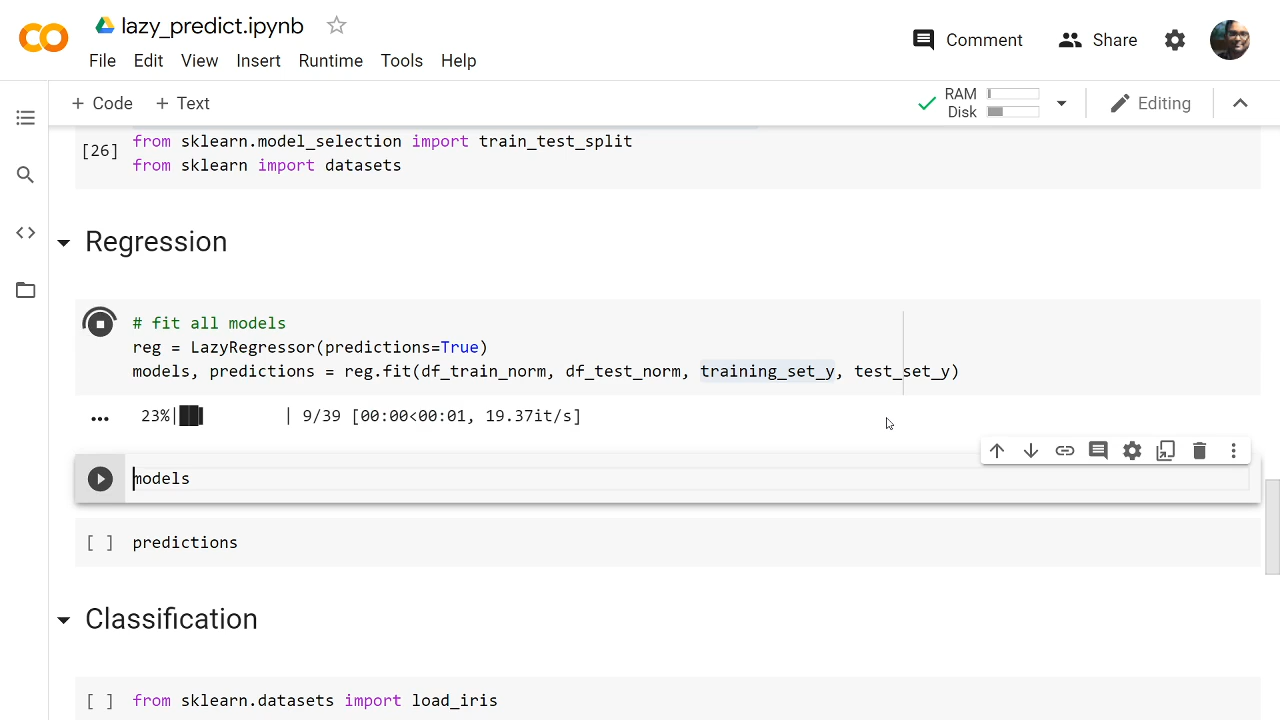 lazy_predict.ipynb
File Edit View Insert Runtime Tools Help
Comment Share
+ Code + Text
RAM
Disk
Editing
[26]
from sklearn.model_selection import train_test_split
from sklearn import datasets
Regression
# fit all models
reg = LazyRegressor(predictions=True)
models, predictions = reg.fit(df_train_norm, df_test_norm, training_set_y, test_set_y)
23%|██▎ | 9/39 [00:00<00:01, 19.37it/s]
models
[ ] predictions
Classification
[ ] from sklearn.datasets import load_iris